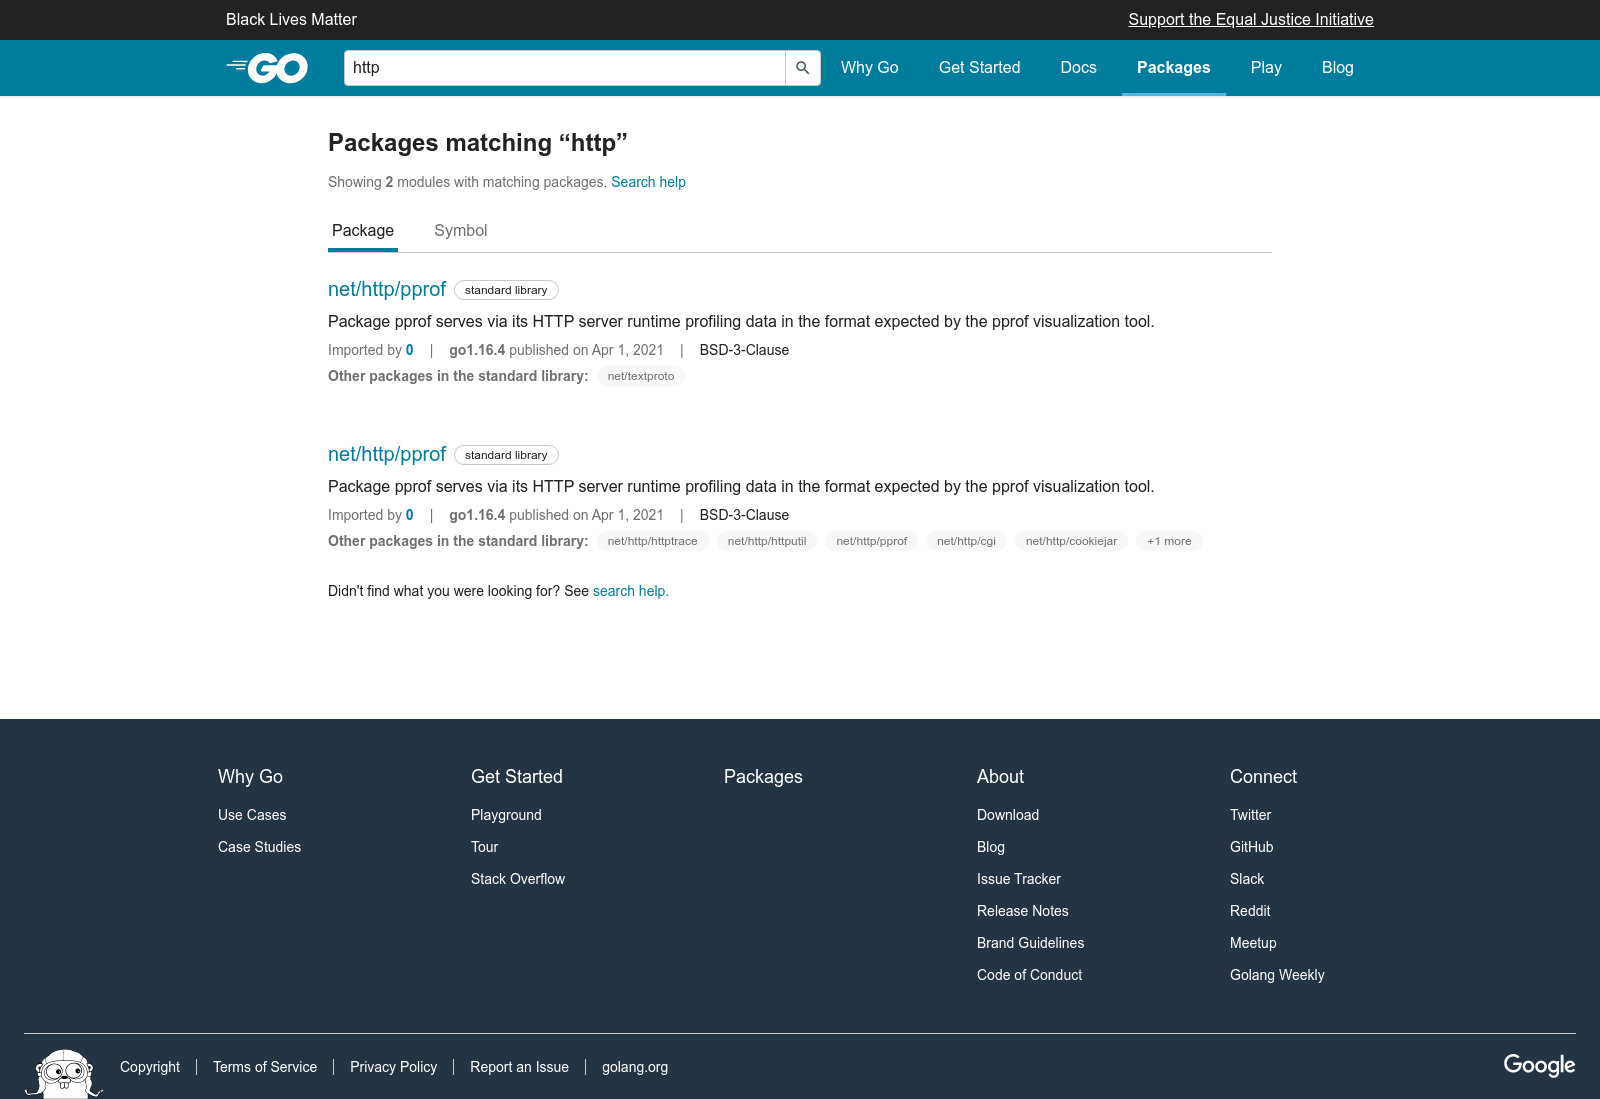 Black Lives Matter
Support the Equal Justice Initiative
GO
http
Why Go
Get Started
Docs
Packages
Play
Blog
Packages matching “http”
Showing 2 modules with matching packages. Search help
Package
Symbol
net/http/pprof standard library
Package pprof serves via its HTTP server runtime profiling data in the format expected by the pprof visualization tool.
Imported by 0 | go1.16.4 published on Apr 1, 2021 | BSD-3-Clause
Other packages in the standard library: net/textproto
net/http/pprof standard library
Package pprof serves via its HTTP server runtime profiling data in the format expected by the pprof visualization tool.
Imported by 0 | go1.16.4 published on Apr 1, 2021 | BSD-3-Clause
Other packages in the standard library: net/http/httptrace net/http/httputil net/http/pprof net/http/cgi net/http/cookiejar +1 more
Didn't find what you were looking for? See search help.
Why Go
Use Cases
Case Studies
Get Started
Playground
Tour
Stack Overflow
Packages
About
Download
Blog
Issue Tracker
Release Notes
Brand Guidelines
Code of Conduct
Connect
Twitter
GitHub
Slack
Reddit
Meetup
Golang Weekly
Copyright
Terms of Service
Privacy Policy
Report an Issue
golang.org
Google